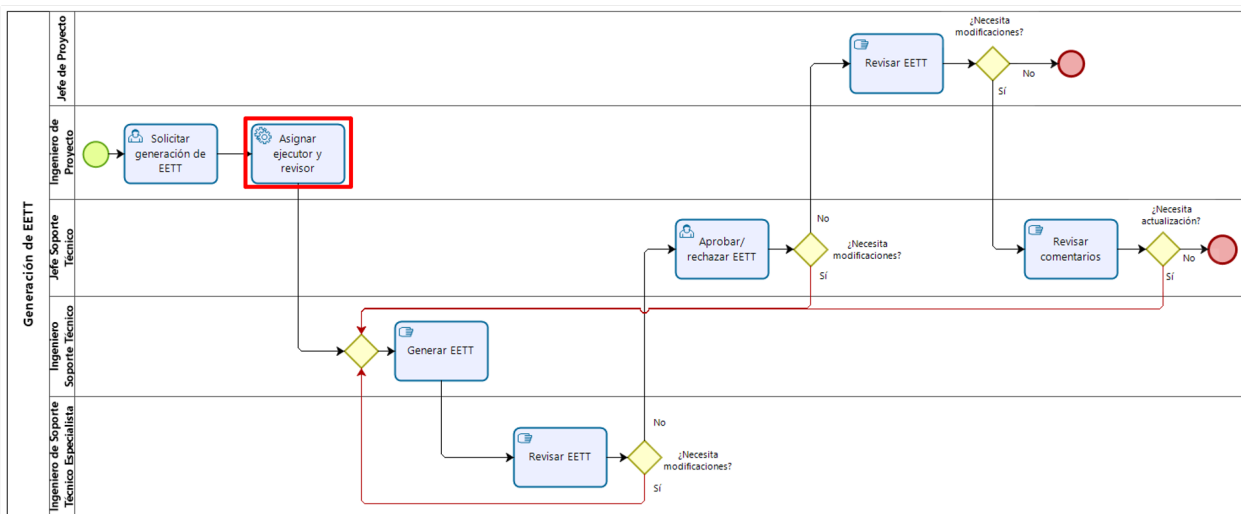 Generación de EETT
Jefe de Proyecto
Revisar EETT
¿Necesita
modificaciones?
No
Sí
Ingeniero de
Proyecto
Solicitar
generación de
EETT
Asignar
ejecutor y
revisor
Jefe Soporte
Técnico
Aprobar/
rechazar EETT
No
¿Necesita
modificaciones?
Sí
Revisar
comentarios
¿Necesita
actualización?
No
Sí
Ingeniero
Soporte Técnico
Generar EETT
Ingeniero de Soporte
Técnico Especialista
Revisar EETT
No
¿Necesita
modificaciones?
Sí